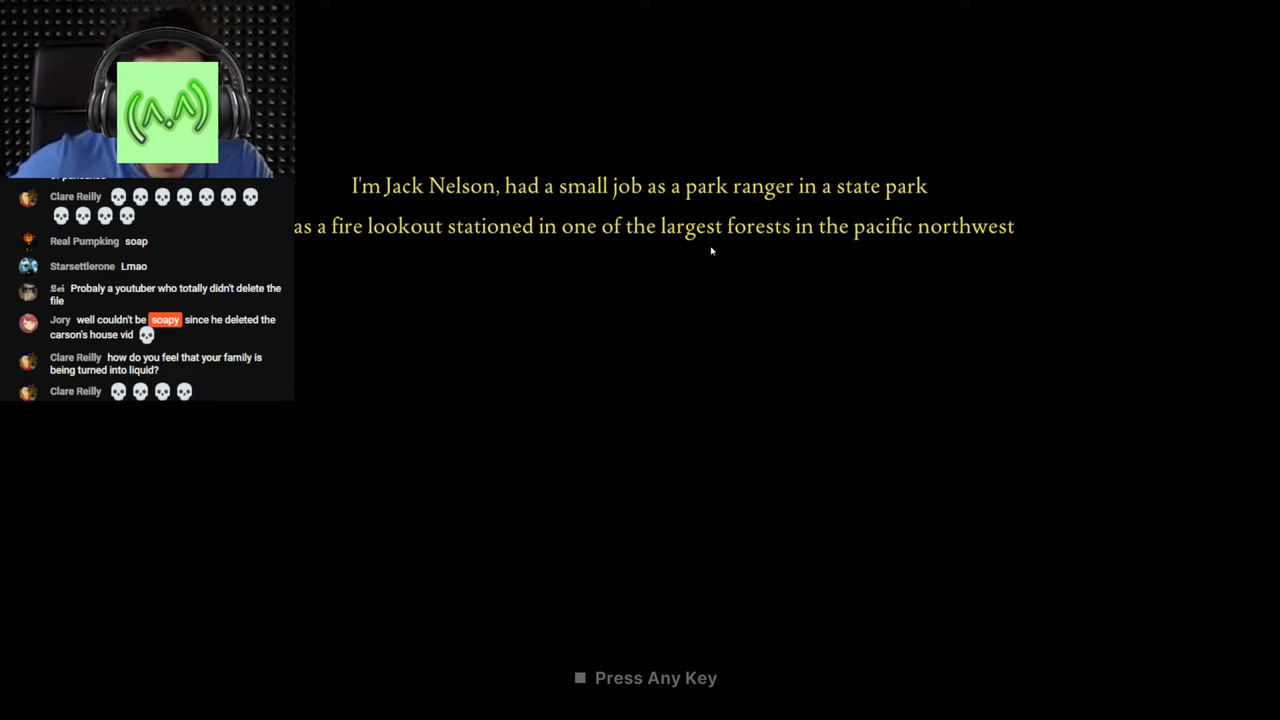 (^.^)
Clare Reilly 💀💀💀💀💀💀💀
💀💀💀💀
Real Pumpking soap
Starsettlerone Lmao
Lei Probaly a youtuber who totally didn't delete the
file
Jory well couldn't be soapy since he deleted the
carson's house vid 💀
Clare Reilly how do you feel that your family is
being turned into liquid?
Clare Reilly 💀💀💀💀
I'm Jack Nelson, had a small job as a park ranger in a state park
as a fire lookout stationed in one of the largest forests in the pacific northwest
Press Any Key